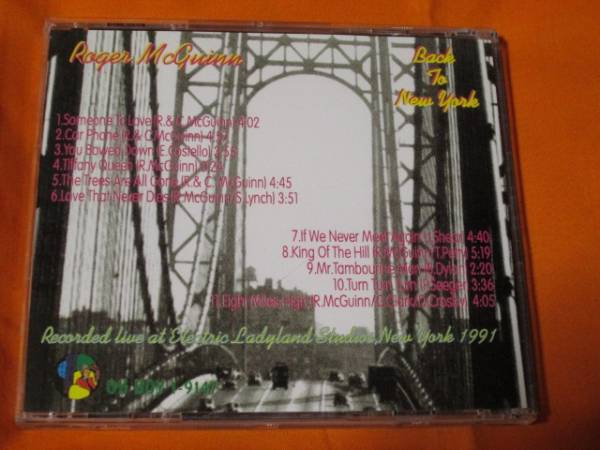 Roger McGuinn
Back
To
New York
1.Someone To Love (R.& C. McGuinn) 4:02
2.Car Phone (R.& C McGuinn)
3.You Bowed Down (E. Costello) 3:55
4.Tiffany Queen (R.McGuinn)
5.The Trees Are All Gone (R.& C. McGuinn) 4:45
6.Love That Never Dies (R.McGuinn/S Lynch) 3:51
7.If We Never Meet Again (J.Shear) 4:40
8.King Of The Hill (R.McGuinn/T.Petty) 5:19
9.Mr.Tambourine Man (B.Dylan) 2:20
10.Turn Turn Turn (P.Seeger) 3:36
11.Eight Miles High (R.McGuinn/G.Clark/D.Crosby) 4:05
Recorded live at Electric Ladyland Studios New York 1991
OH BOY 1-9147